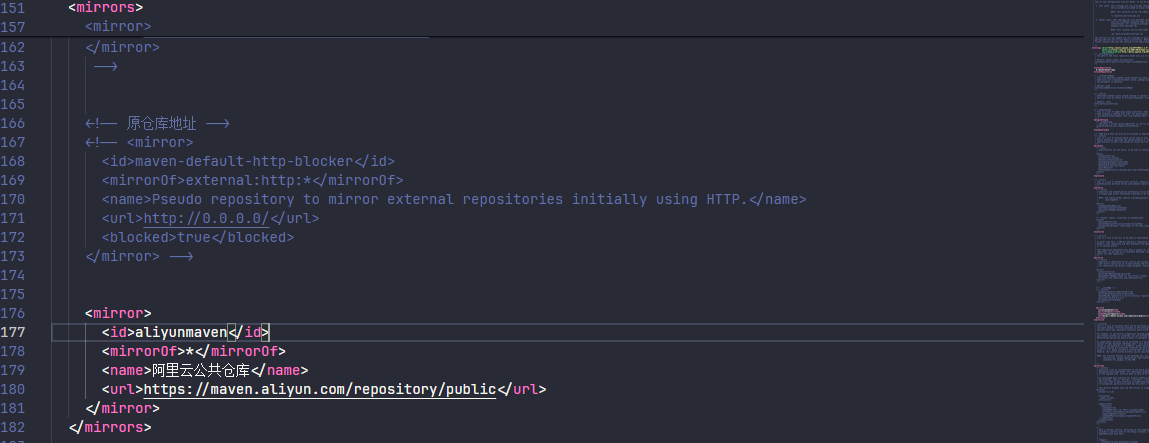 151 <mirrors>
157 <mirror>
162 </mirror>
163 -->
164
165
166 <!-- 原仓库地址 -->
167 <!-- <mirror>
168 <id>maven-default-http-blocker</id>
169 <mirrorOf>external:http:*</mirrorOf>
170 <name>Pseudo repository to mirror external repositories initially using HTTP.</name>
171 <url>http://0.0.0.0/</url>
172 <blocked>true</blocked>
173 </mirror> -->
174
175
176 <mirror>
177 <id>aliyunmaven</id>
178 <mirrorOf>*</mirrorOf>
179 <name>阿里云公共仓库</name>
180 <url>https://maven.aliyun.com/repository/public</url>
181 </mirror>
182 </mirrors>